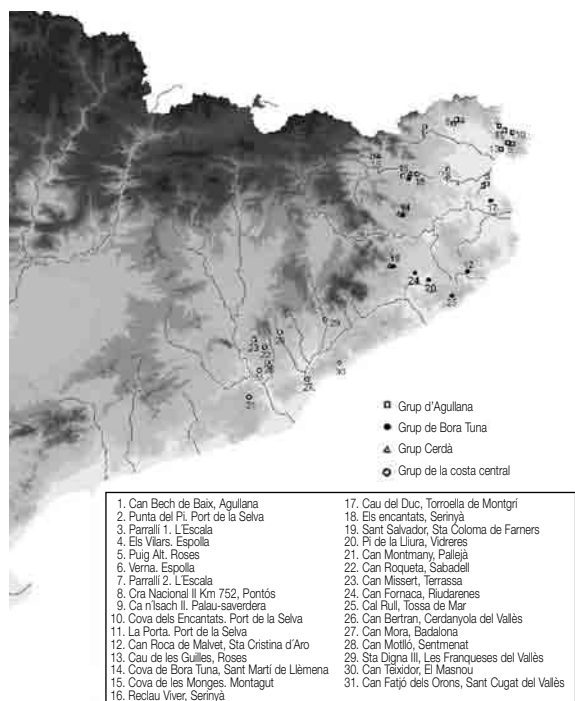 24
20
30
21
Grup d'Agullana
Grup de Bora Tuna
Grup Cerdà
Grup de la costa central
1. Can Bech de Baix, Agullana
2. Punta del Pi. Port de la Selva
3. Parrallí 1. L'Escala
4. Els Vilars. Espolla
5. Puig Alt. Roses
6. Verna. Espolla
7. Parrallí 2. L'Escala
8. Cra Nacional II Km 752, Pontós
9. Ca n'Isach II. Palau-saverdera
10. Cova dels Encantats. Port de la Selva
11. La Porta. Port de la Selva
12. Can Roca de Malvet, Sta Cristina d'Aro
13. Cau de les Guilles, Roses
14. Cova de Bora Tuna, Sant Martí de Llèmena
15. Cova de les Monges. Montagut
16. Reclau Viver, Serinyà
17. Cau del Duc, Torroella de Montgrí
18. Els encantats, Serinyà
19. Sant Salvador, Sta Coloma de Farners
20. Pi de la Lliura, Vidreres
21. Can Montmany, Pallejà
22. Can Roqueta, Sabadell
23. Can Missert, Terrassa
24. Can Fornaca, Riudarenes
25. Cal Rull, Tossa de Mar
26. Can Bertran, Cerdanyola del Vallès
27. Can Mora, Badalona
28. Can Motlló, Sentmenat
29. Sta Digna III, Les Franqueses del Vallès
30. Can Teixidor, El Masnou
31. Can Fatjó dels Orons, Sant Cugat del Vallès